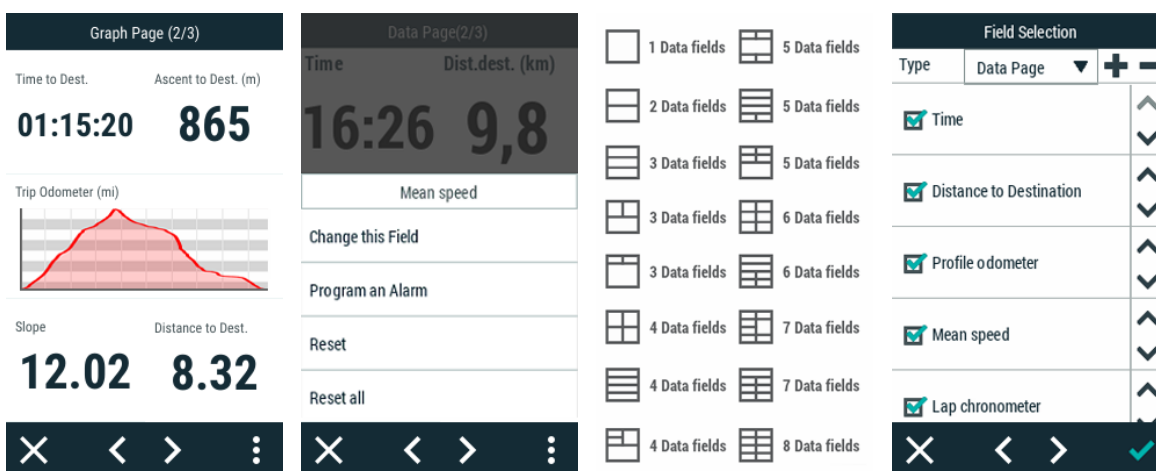 Graph Page (2/3)
Time to Dest. Ascent to Dest. (m)
01:15:20 865
Trip Odometer (mi)
Slope Distance to Dest.
12.02 8.32
Data Page(2/3)
Time Dist.dest. (km)
16:26 9,8
Mean speed
Change this Field
Program an Alarm
Reset
Reset all
1 Data fields 5 Data fields
2 Data fields 5 Data fields
3 Data fields 5 Data fields
3 Data fields 6 Data fields
3 Data fields 6 Data fields
4 Data fields 7 Data fields
4 Data fields 7 Data fields
4 Data fields 8 Data fields
Field Selection
Type Data Page
Time
Distance to Destination
Profile odometer
Mean speed
Lap chronometer